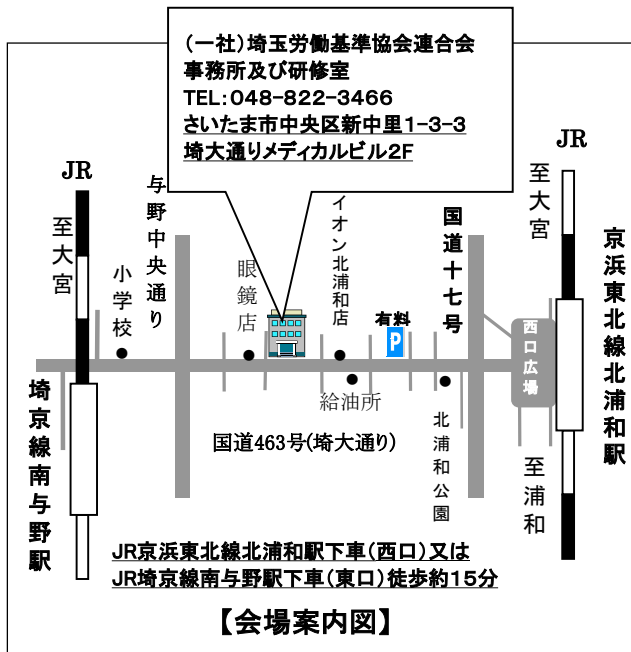 (一社)埼玉労働基準協会連合会
事務所及び研修室
TEL:048-822-3466
さいたま市中央区新中里1-3-3
埼大通りメディカルビル2F
JR
JR
至大宮
与野中央通り
小学校
眼鏡店
イオン北浦和店
有料
P
国道十七号
至大宮
京浜東北線北浦和駅
西口広場
埼京線南与野駅
給油所
国道463号(埼大通り)
北浦和公園
至浦和
JR京浜東北線北浦和駅下車(西口)又は
JR埼京線南与野駅下車(東口)徒歩約15分
【会場案内図】